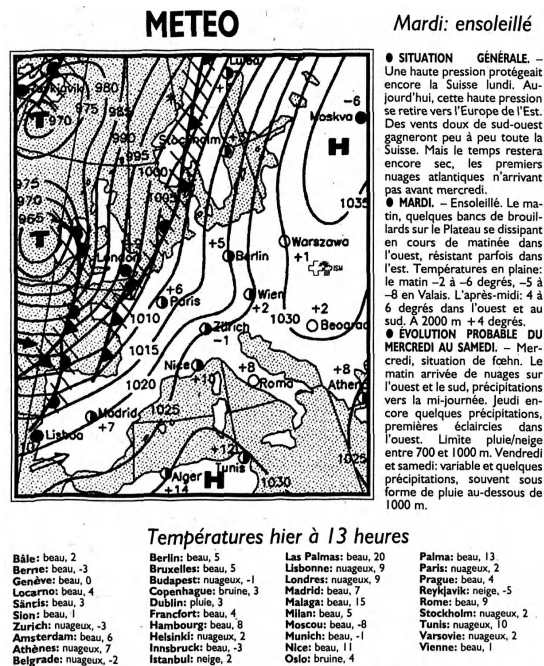 METEO
Mardi: ensoleillé
● SITUATION GÉNÉRALE. –
Une haute pression protégeait
encore la Suisse lundi. Au-
jourd'hui, cette haute pression
se retire vers l'Europe de l'Est.
Des vents doux de sud-ouest
gagneront peu à peu toute la
Suisse. Mais le temps restera
encore sec, les premiers
nuages atlantiques n'arrivant
pas avant mercredi.
● MARDI. – Ensoleillé. Le ma-
tin, quelques bancs de brouil-
lards sur le Plateau se dissipant
en cours de matinée dans
l'ouest, résistant parfois dans
l'est. Températures en plaine:
le matin –2 à –6 degrés, –5 à
–8 en Valais. L'après-midi: 4 à
6 degrés dans l'ouest et au
sud. A 2000 m +4 degrés.
● ÉVOLUTION PROBABLE DU
MERCREDI AU SAMEDI. – Mer-
credi, situation de fœhn. Le
matin arrivée de nuages sur
l'ouest et le sud, précipitations
vers la mi-journée. Jeudi en-
core quelques précipitations,
premières éclaircies dans
l'ouest. Limite pluie/neige
entre 700 et 1000 m. Vendredi
et samedi: variable et quelques
précipitations, souvent sous
forme de pluie au-dessous de
1000 m.
Lulea
Reykjavik 980
975 985
T 970
990
995
1000
1005
Stockholm
-6
Moskva
H
1035
975
970
965
T
London
+5
Berlin
Warszawa
+1
ISM
+6
Paris
Wien
+2
1030
+2
Beograd
1010
Zürich
-1
1015
Nice
+10
+8
Roma
+8
Athen
1020
1025
Madrid
+7
Lisboa
+12
Tunis
Alger
+14
H
1030
1025
Températures hier à 13 heures
Bâle: beau, 2
Berne: beau, -3
Genève: beau, 0
Locarno: beau, 4
Säntis: beau, 3
Sion: beau, 1
Zurich: nuageux, -3
Amsterdam: beau, 6
Athènes: nuageux, 7
Belgrade: nuageux, -2
Berlin: beau, 5
Bruxelles: beau, 5
Budapest: nuageux, -1
Copenhague: bruine, 3
Dublin: pluie, 3
Francfort: beau, 4
Hambourg: beau, 8
Helsinki: nuageux, 2
Innsbruck: beau, -3
Istanbul: neige, 2
Las Palmas: beau, 20
Lisbonne: nuageux, 9
Londres: nuageux, 9
Madrid: beau, 7
Malaga: beau, 15
Milan: beau, 5
Moscou: beau, -8
Munich: beau, -1
Nice: beau, 11
Oslo: bruine, 4
Palma: beau, 13
Paris: nuageux, 2
Prague: beau, 4
Reykjavik: neige, -5
Rome: beau, 9
Stockholm: nuageux, 2
Tunis: nuageux, 10
Varsovie: nuageux, 2
Vienne: beau, 1